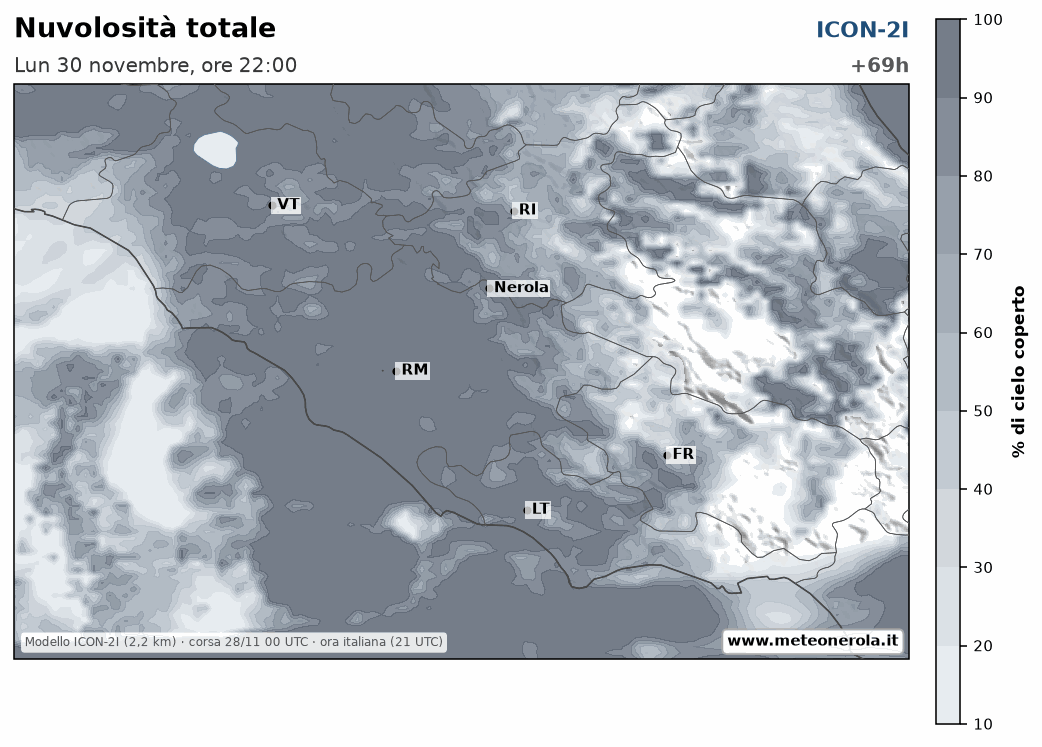 Nuvolosità totale
ICON-2I
Lun 30 novembre, ore 22:00
+69h
100
90
80
70
60
50
40
30
20
10
% di cielo coperto
VT
RI
Nerola
RM
FR
LT
Modello ICON-2I (2,2 km) · corsa 28/11 00 UTC · ora italiana (21 UTC)
www.meteonerola.it